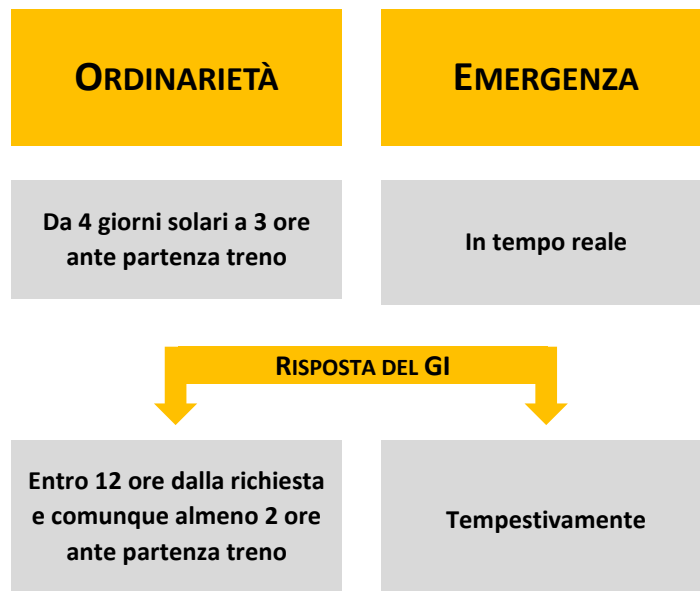 ORDINARIETÀ
EMERGENZA
Da 4 giorni solari a 3 ore
ante partenza treno
In tempo reale
RISPOSTA DEL GI
Entro 12 ore dalla richiesta
e comunque almeno 2 ore
ante partenza treno
Tempestivamente